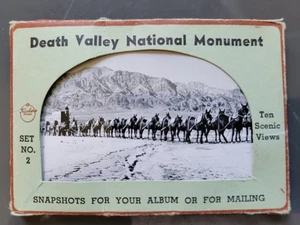 Death Valley National Monument
SET
NO.
2
Ten
Scenic
Views
SNAPSHOTS FOR YOUR ALBUM OR FOR MAILING